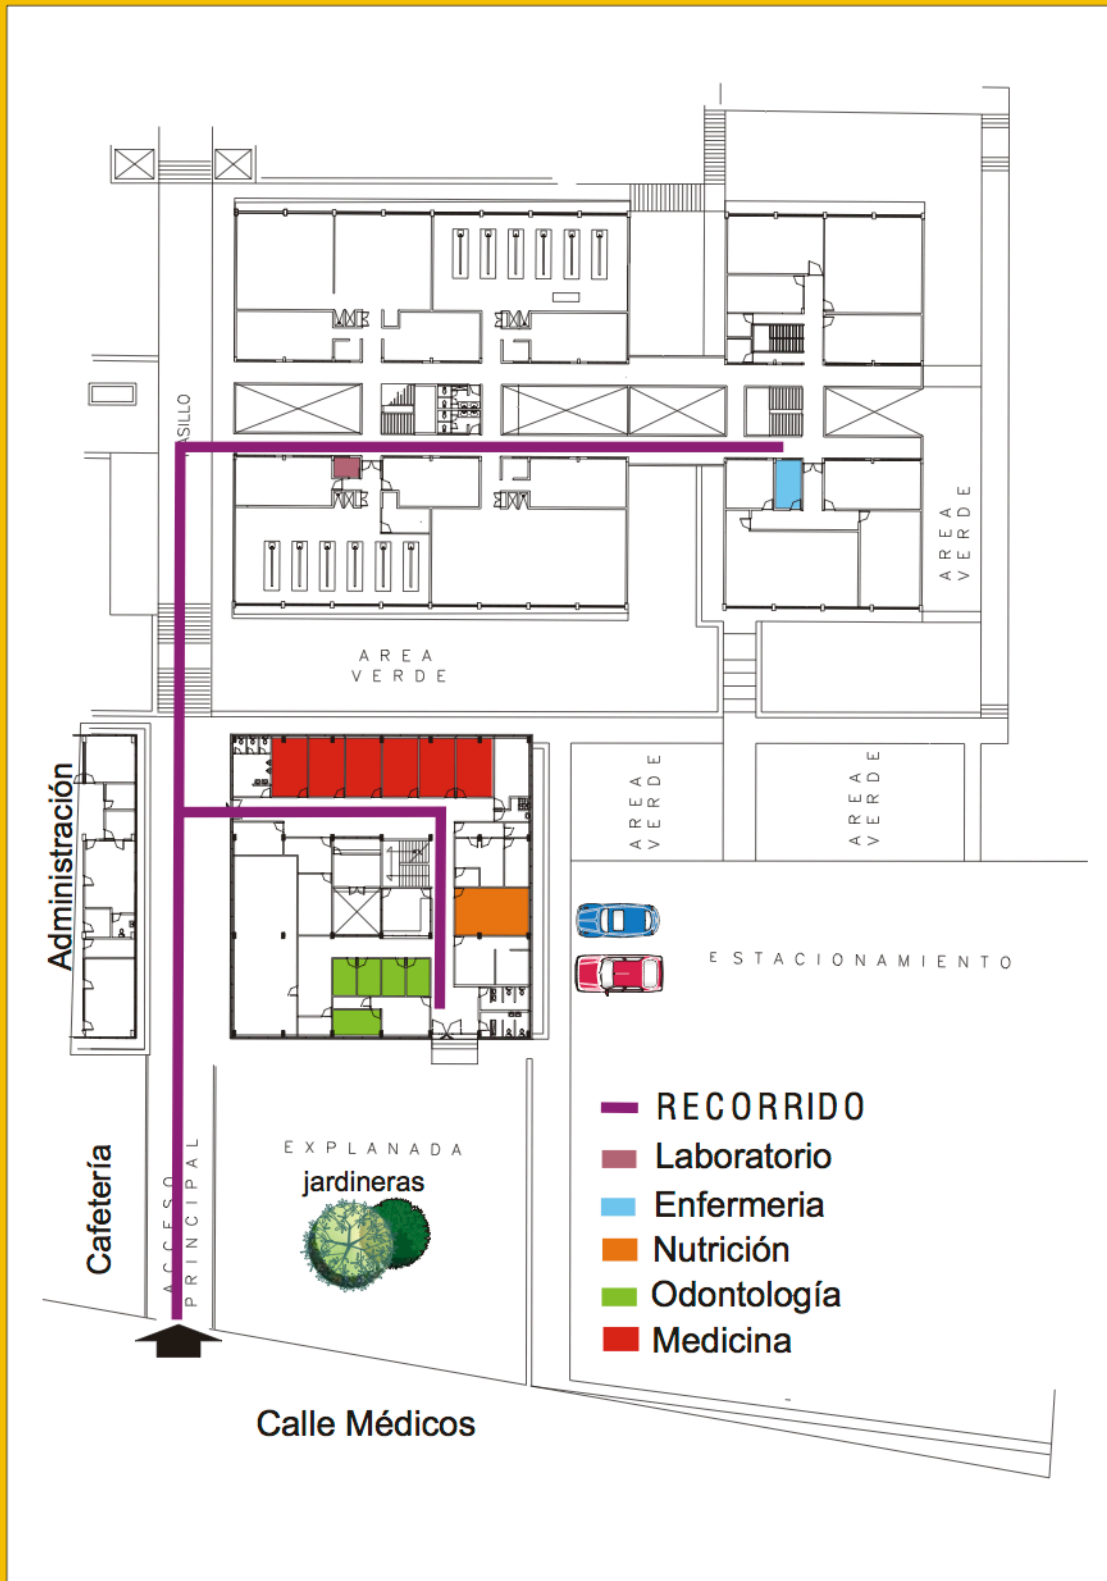 ASILLO
AREA
VERDE
AREA
VERDE
AREA
VERDE
AREA
VERDE
Administración
ESTACIONAMIENTO
Cafetería
ACCESO
PRINCIPAL
EXPLANADA
jardineras
RECORRIDO
Laboratorio
Enfermeria
Nutrición
Odontología
Medicina
Calle Médicos